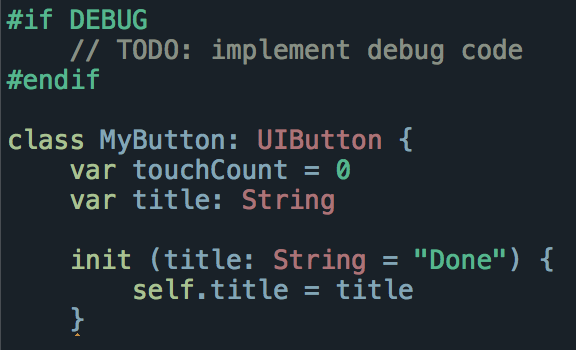 #if DEBUG
    // TODO: implement debug code
#endif

class MyButton: UIButton {
    var touchCount = 0
    var title: String

    init (title: String = "Done") {
        self.title = title
    }